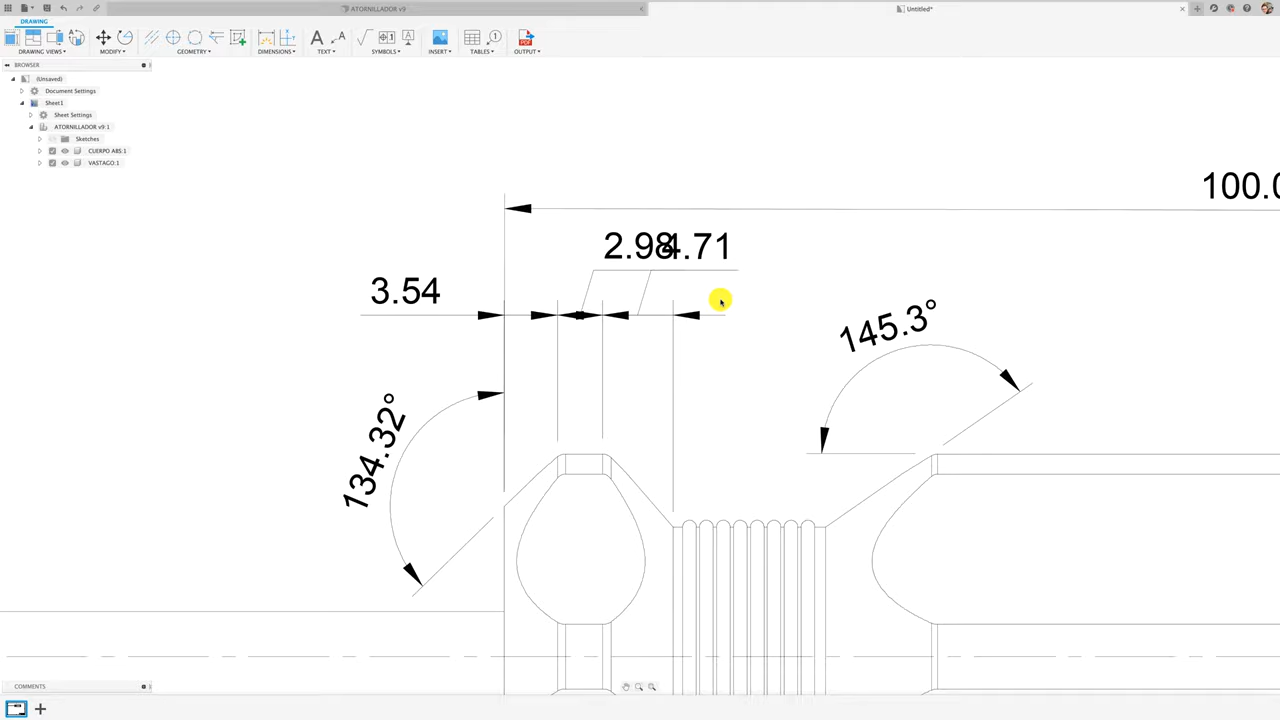 ATORNILLADOR v9
Untitled*
DRAWING
DRAWING VIEWS
MODIFY
GEOMETRY
DIMENSIONS
TEXT
SYMBOLS
INSERT
TABLES
OUTPUT
BROWSER
(Unsaved)
Document Settings
Sheet1
Sheet Settings
ATORNILLADOR v9:1
Sketches
CUERPO ABS:1
VASTAGO:1
100.0
2.98
4.71
3.54
145.3°
134.32°
COMMENTS